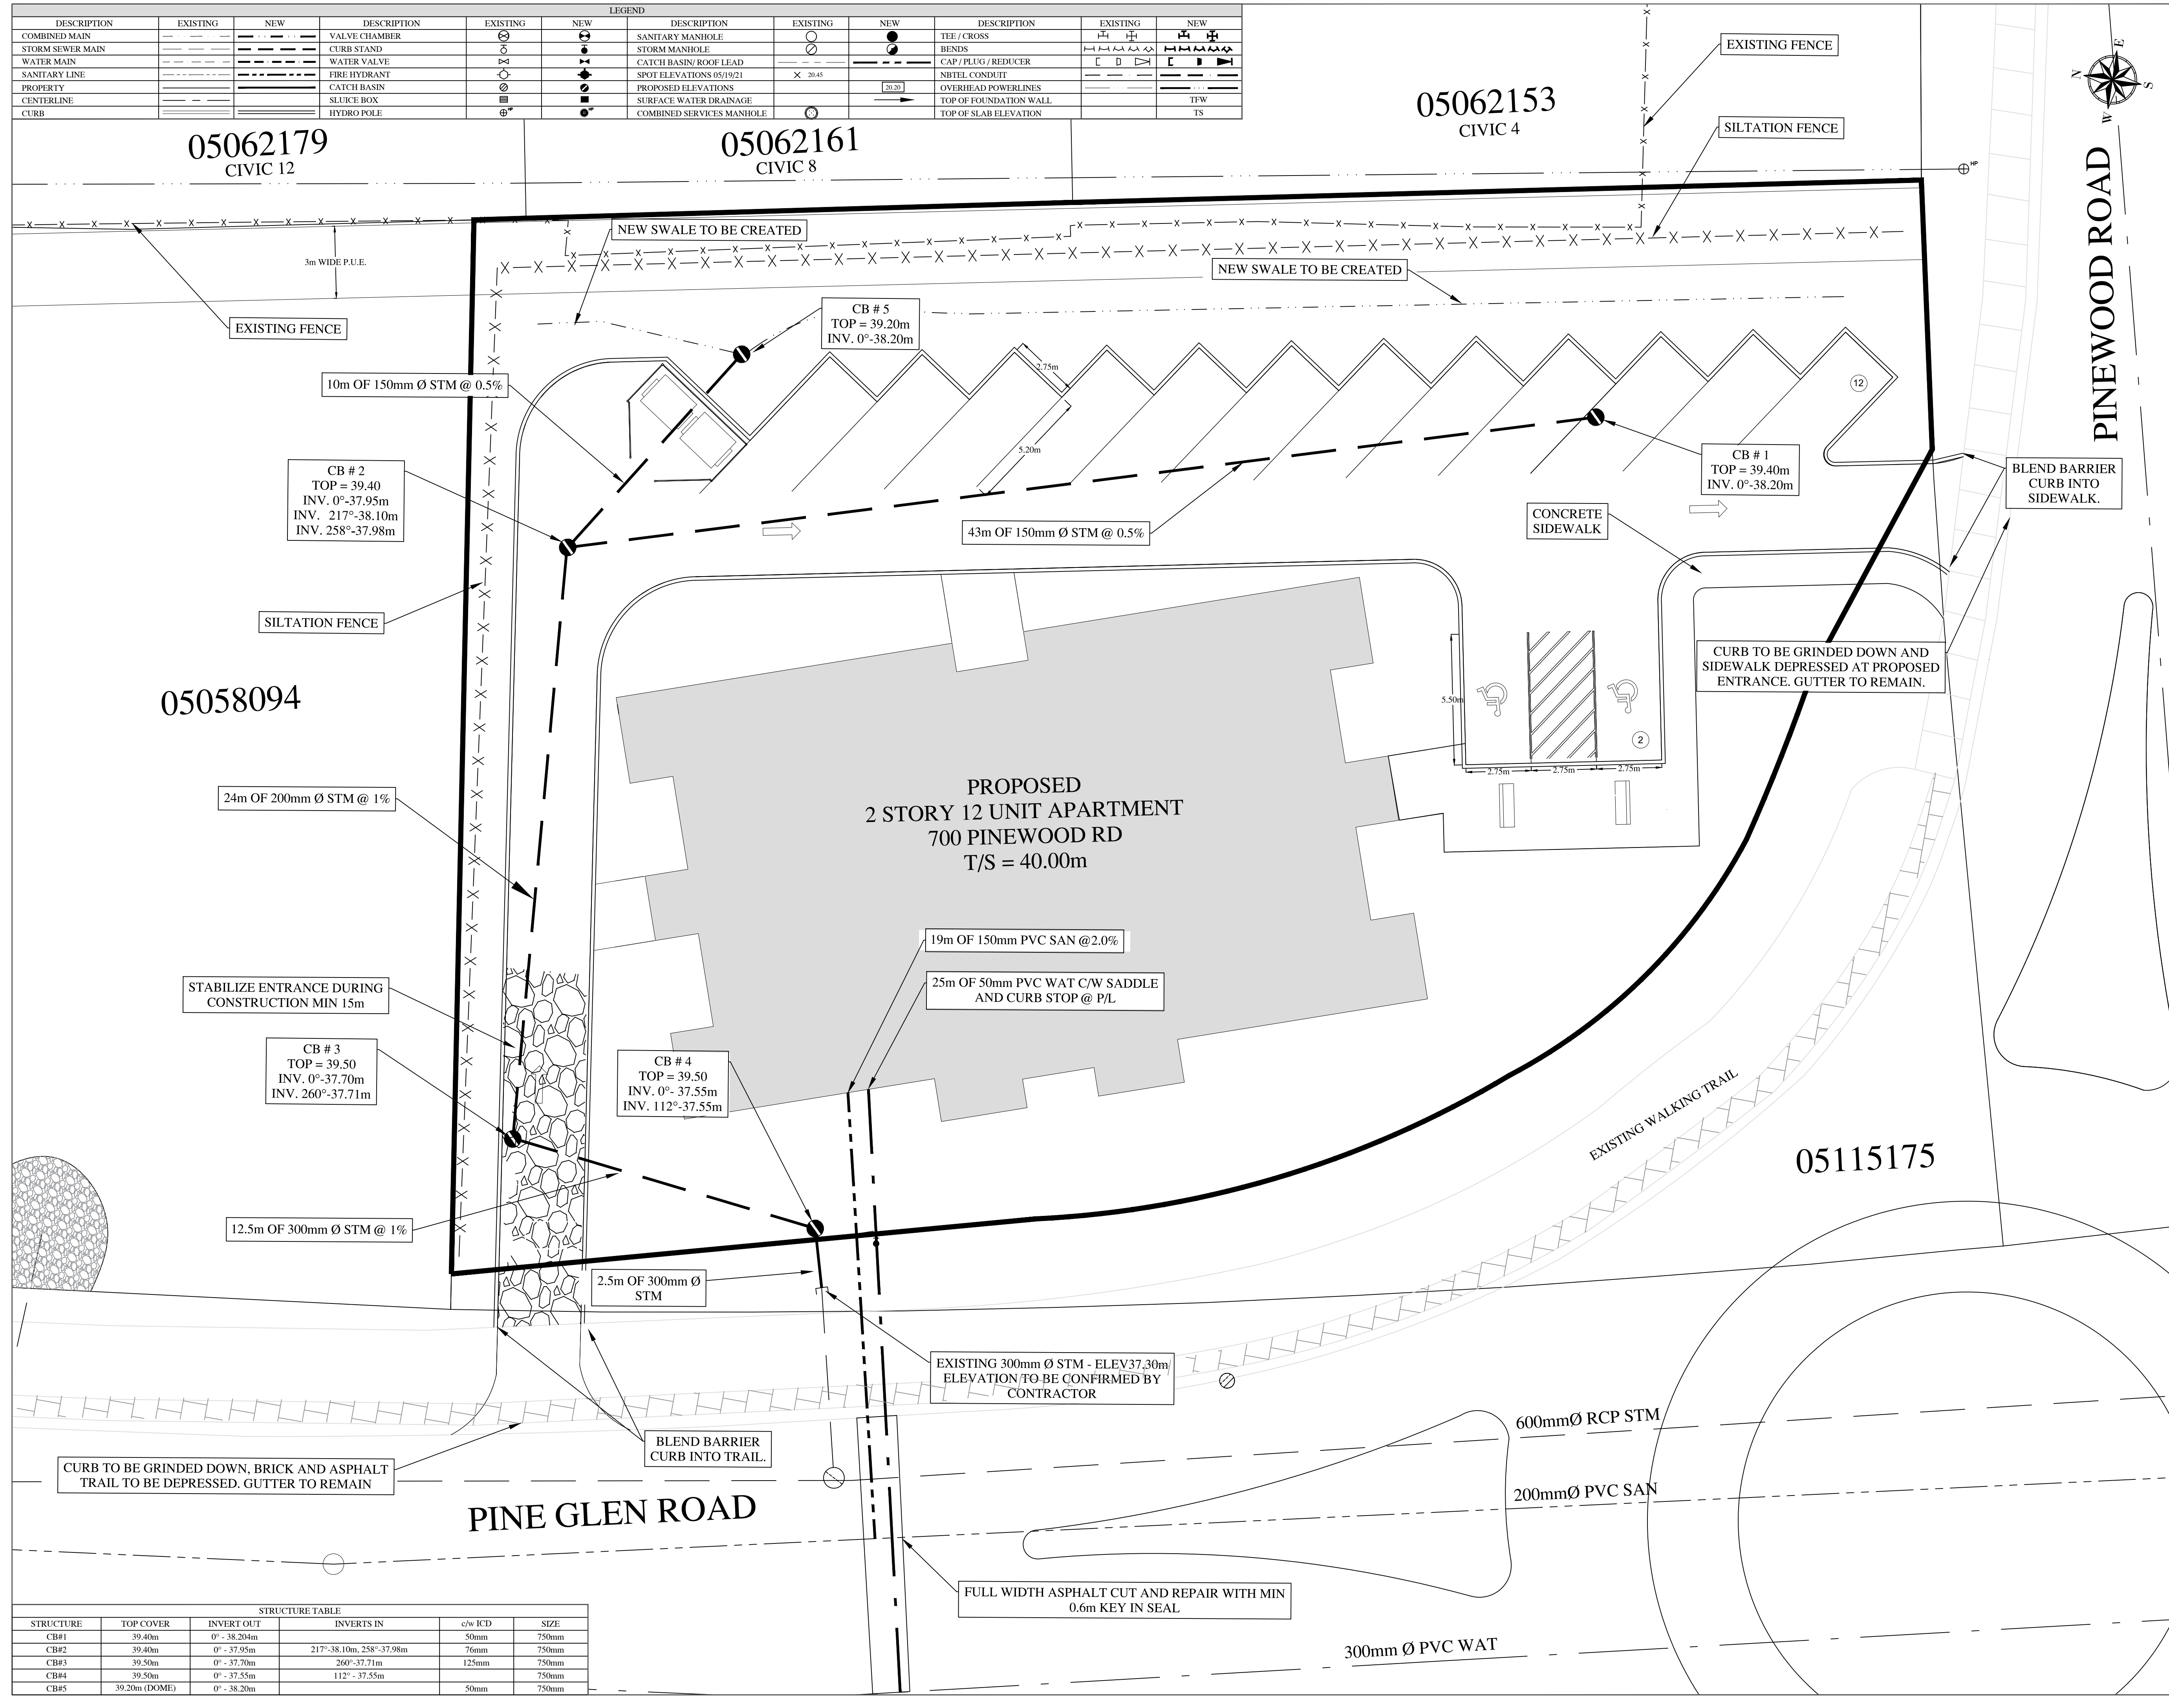 LEGEND
DESCRIPTION EXISTING NEW DESCRIPTION EXISTING NEW DESCRIPTION EXISTING NEW DESCRIPTION EXISTING NEW
COMBINED MAIN VALVE CHAMBER SANITARY MANHOLE TEE / CROSS
STORM SEWER MAIN CURB STAND STORM MANHOLE BENDS
WATER MAIN WATER VALVE CATCH BASIN/ ROOF LEAD CAP / PLUG / REDUCER
SANITARY LINE FIRE HYDRANT SPOT ELEVATIONS 05/19/21 20.45 NBTEL CONDUIT
PROPERTY CATCH BASIN PROPOSED ELEVATIONS 20.20 OVERHEAD POWERLINES
CENTERLINE SLUICE BOX SURFACE WATER DRAINAGE TOP OF FOUNDATION WALL TFW
CURB HYDRO POLE HP HP COMBINED SERVICES MANHOLE TOP OF SLAB ELEVATION TS
05062179
CIVIC 12
05062161
CIVIC 8
05062153
CIVIC 4
EXISTING FENCE
SILTATION FENCE
N
E
S
W
HP
PINEWOOD ROAD
NEW SWALE TO BE CREATED
3m WIDE P.U.E.
NEW SWALE TO BE CREATED
EXISTING FENCE
CB # 5
TOP = 39.20m
INV. 0°-38.20m
10m OF 150mm Ø STM @ 0.5%
2.75m
5.20m
12
CB # 2
TOP = 39.40
INV. 0°-37.95m
INV. 217°-38.10m
INV. 258°-37.98m
CB # 1
TOP = 39.40m
INV. 0°-38.20m
BLEND BARRIER
CURB INTO
SIDEWALK.
43m OF 150mm Ø STM @ 0.5%
CONCRETE
SIDEWALK
SILTATION FENCE
CURB TO BE GRINDED DOWN AND
SIDEWALK DEPRESSED AT PROPOSED
ENTRANCE. GUTTER TO REMAIN.
05058094
5.50m
2
2.75m 2.75m 2.75m
24m OF 200mm Ø STM @ 1%
PROPOSED
2 STORY 12 UNIT APARTMENT
700 PINEWOOD RD
T/S = 40.00m
19m OF 150mm PVC SAN @2.0%
25m OF 50mm PVC WAT C/W SADDLE
AND CURB STOP @ P/L
STABILIZE ENTRANCE DURING
CONSTRUCTION MIN 15m
CB # 3
TOP = 39.50
INV. 0°-37.70m
INV. 260°-37.71m
CB # 4
TOP = 39.50
INV. 0°- 37.55m
INV. 112°-37.55m
EXISTING WALKING TRAIL
05115175
12.5m OF 300mm Ø STM @ 1%
2.5m OF 300mm Ø
STM
EXISTING 300mm Ø STM - ELEV37.30m
ELEVATION TO BE CONFIRMED BY
CONTRACTOR
BLEND BARRIER
CURB INTO TRAIL.
CURB TO BE GRINDED DOWN, BRICK AND ASPHALT
TRAIL TO BE DEPRESSED. GUTTER TO REMAIN
600mmØ RCP STM
200mmØ PVC SAN
PINE GLEN ROAD
FULL WIDTH ASPHALT CUT AND REPAIR WITH MIN
0.6m KEY IN SEAL
300mm Ø PVC WAT
STRUCTURE TABLE
STRUCTURE TOP COVER INVERT OUT INVERTS IN c/w ICD SIZE
CB#1 39.40m 0° - 38.204m 50mm 750mm
CB#2 39.40m 0° - 37.95m 217°-38.10m, 258°-37.98m 76mm 750mm
CB#3 39.50m 0° - 37.70m 260°-37.71m 125mm 750mm
CB#4 39.50m 0° - 37.55m 112° - 37.55m 750mm
CB#5 39.20m (DOME) 0° - 38.20m 50mm 750mm